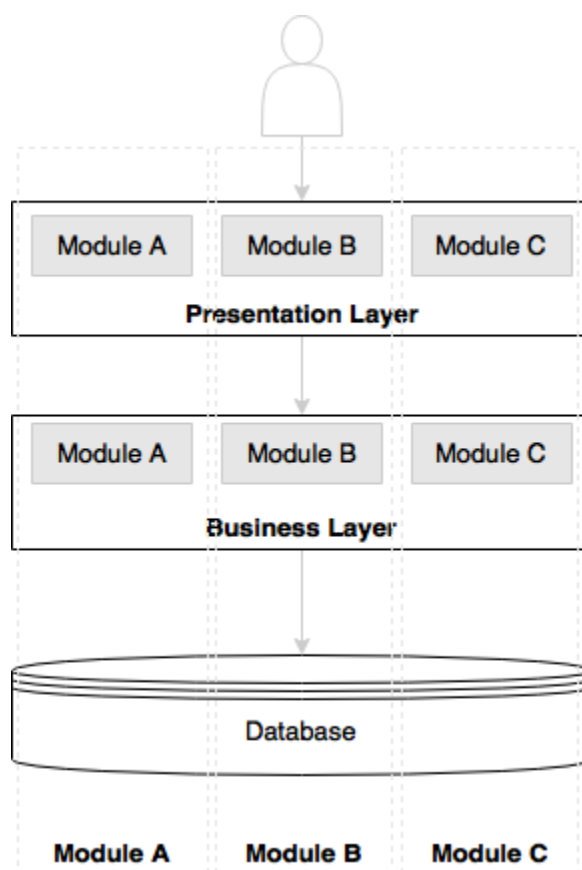 Module A Module B Module C
Presentation Layer
Module A Module B Module C
Business Layer
Database
Module A Module B Module C